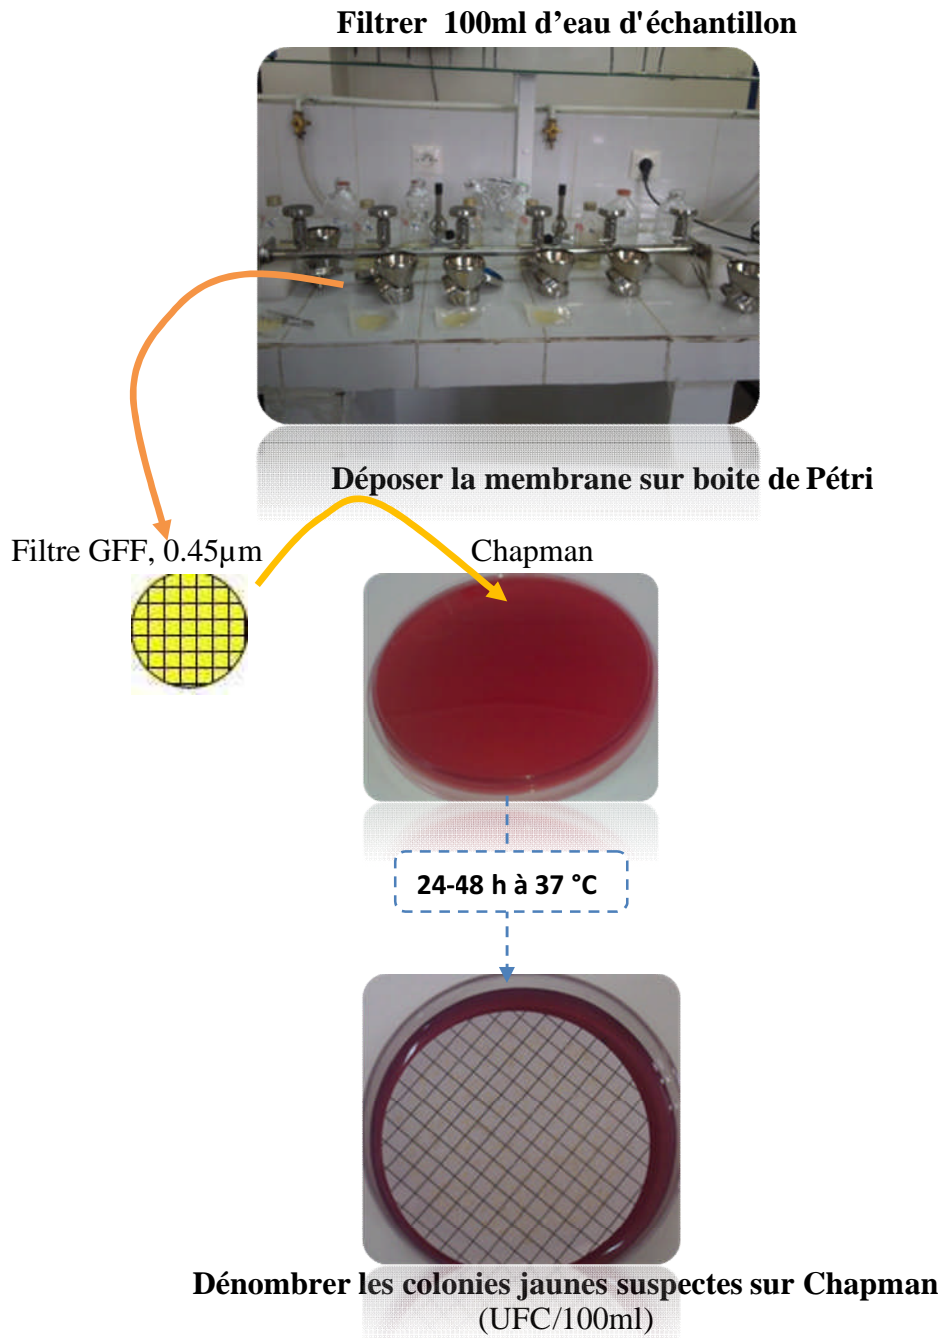 Filtrer  100ml d’eau d'échantillon
Déposer la membrane sur boite de Pétri
Filtre GFF, 0.45µm
Chapman
24-48 h à 37 °C
Dénombrer les colonies jaunes suspectes sur Chapman
(UFC/100ml)